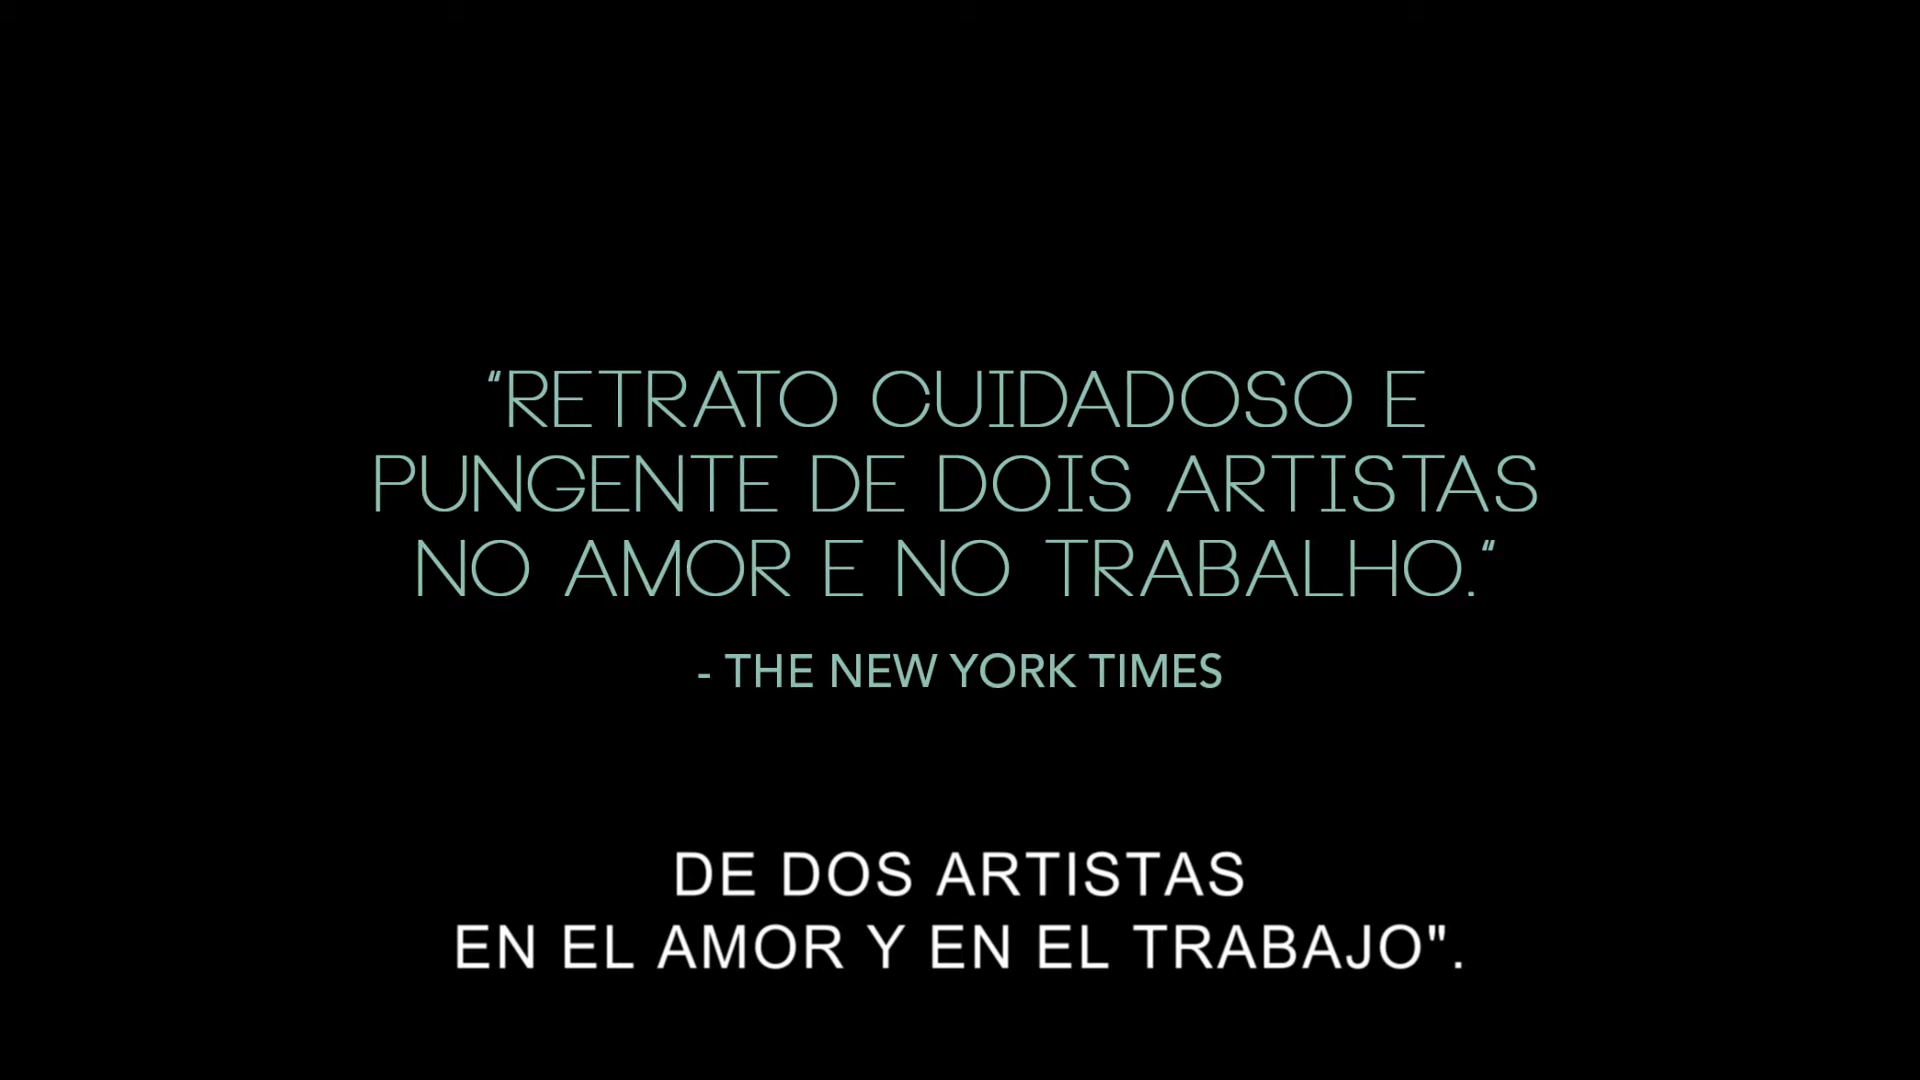 “RETRATO CUIDADOSO E
PUNGENTE DE DOIS ARTISTAS
NO AMOR E NO TRABALHO.“
- THE NEW YORK TIMES
DE DOS ARTISTAS
EN EL AMOR Y EN EL TRABAJO".